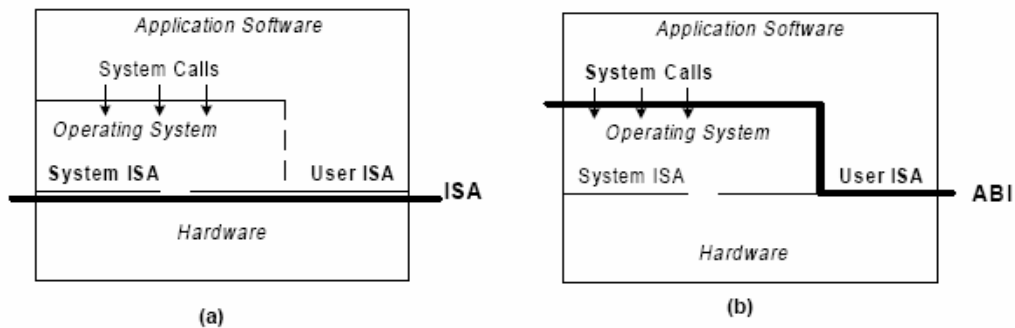 Application Software
System Calls
Operating System
System ISA
User ISA
ISA
Hardware
(a)
Application Software
System Calls
Operating System
System ISA
User ISA
ABI
Hardware
(b)